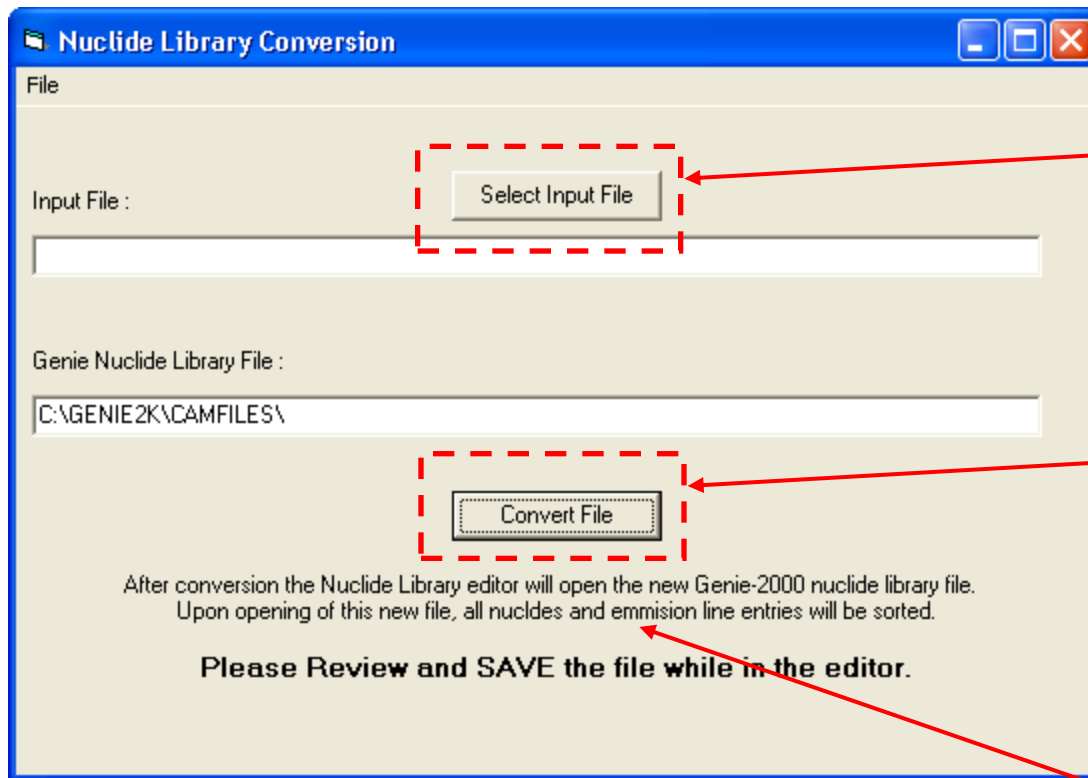 Nuclide Library Conversion
File
Select Input File
Input File :
Genie Nuclide Library File :
C:\GENIE2K\CAMFILES\
Convert File
After conversion the Nuclide Library editor will open the new Genie-2000 nuclide library file.
Upon opening of this new file, all nucldes and emmision line entries will be sorted.
Please Review and SAVE the file while in the editor.